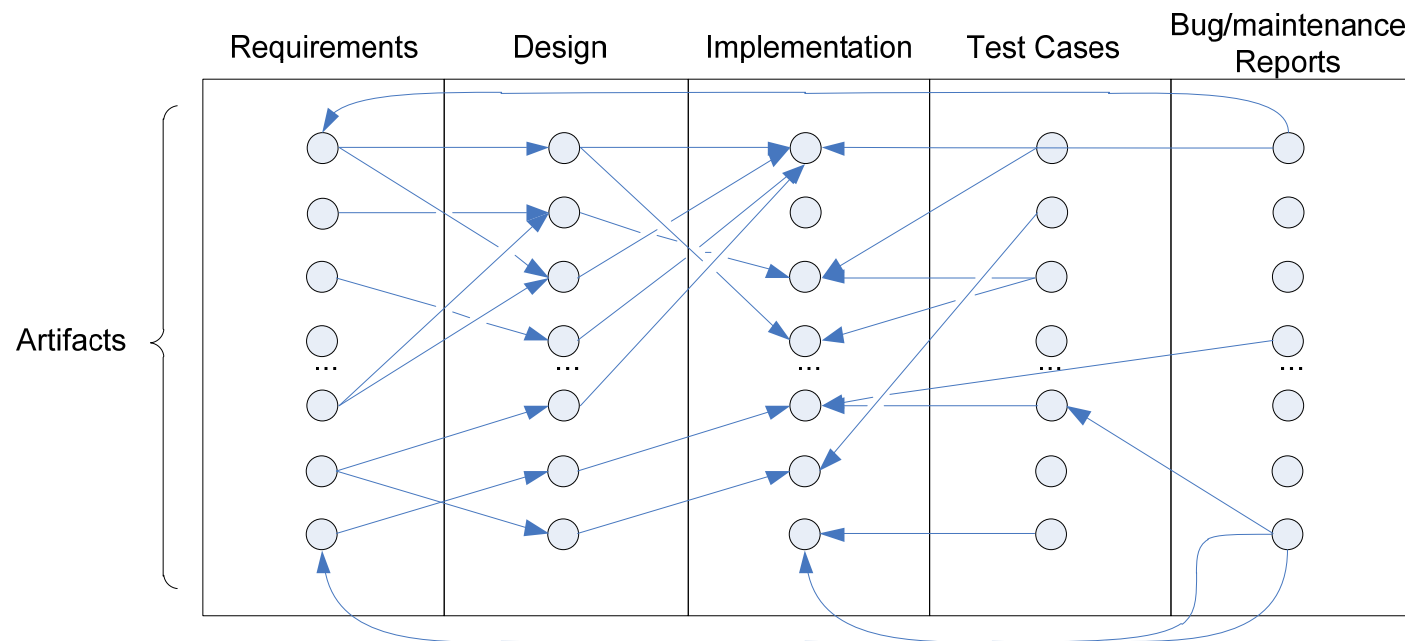 Requirements
Design
Implementation
Test Cases
Bug/maintenance
Reports
Artifacts
...
...
...
...
...